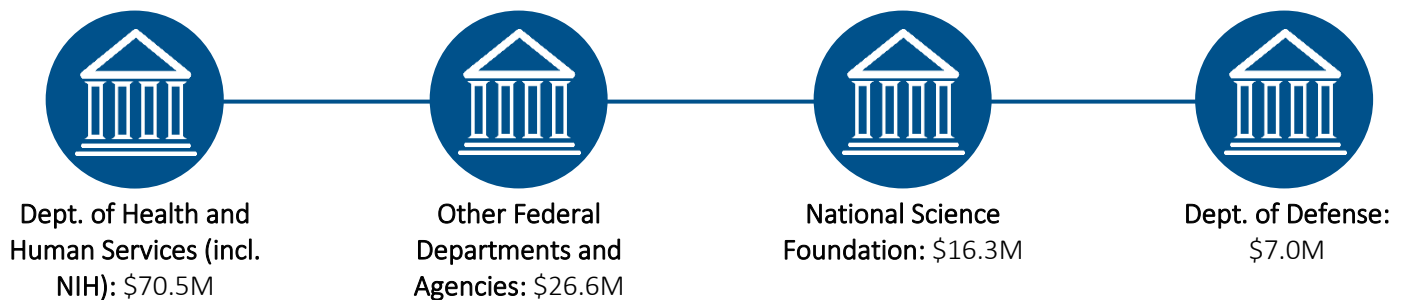 Dept. of Health and
Human Services (incl.
NIH): $70.5M
Other Federal
Departments and
Agencies: $26.6M
National Science
Foundation: $16.3M
Dept. of Defense:
$7.0M